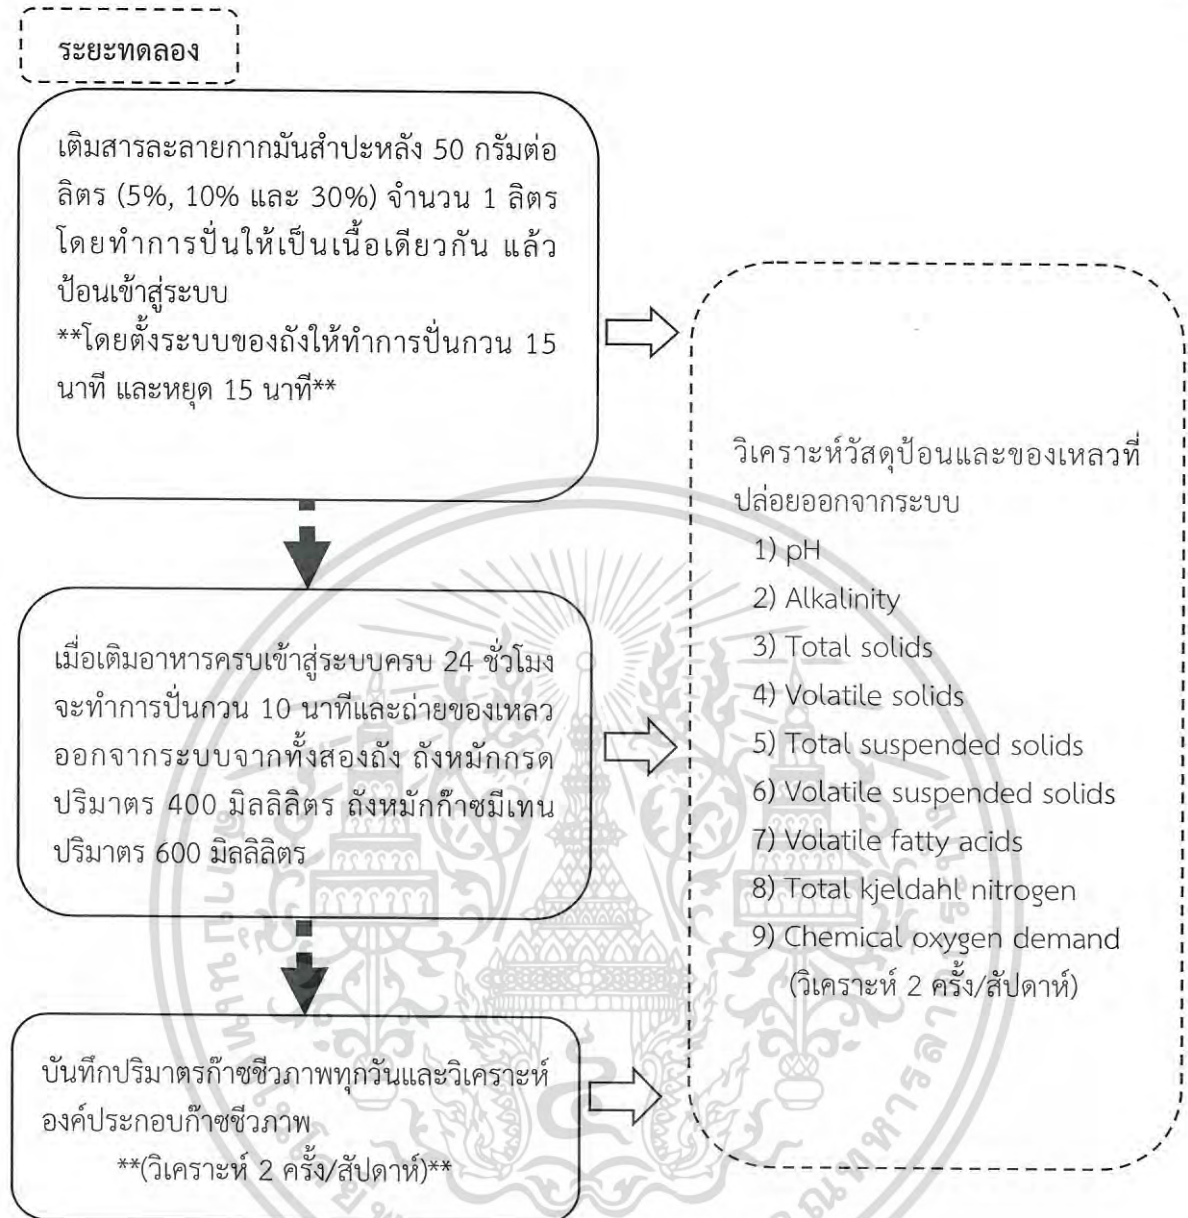 ระยะทดลอง
เติมสารละลายกากมันสำปะหลัง 50 กรัมต่อ
ลิตร (5%, 10% และ 30%) จำนวน 1 ลิตร
โดยทำการปั่นให้เป็นเนื้อเดียวกัน แล้ว
ป้อนเข้าสู่ระบบ
**โดยตั้งระบบของถังให้ทำการปั่นกวน 15
นาที และหยุด 15 นาที**
เมื่อเติมอาหารครบเข้าสู่ระบบครบ 24 ชั่วโมง
จะทำการปั่นกวน 10 นาทีและถ่ายของเหลว
ออกจากระบบจากทั้งสองถัง ถังหมักกรด
ปริมาตร 400 มิลลิลิตร ถังหมักก๊าซมีเทน
ปริมาตร 600 มิลลิลิตร
บันทึกปริมาตรก๊าซชีวภาพทุกวันและวิเคราะห์
องค์ประกอบก๊าซชีวภาพ
**(วิเคราะห์ 2 ครั้ง/สัปดาห์)**
วิเคราะห์วัสดุป้อนและของเหลวที่
ปล่อยออกจากระบบ
1) pH
2) Alkalinity
3) Total solids
4) Volatile solids
5) Total suspended solids
6) Volatile suspended solids
7) Volatile fatty acids
8) Total kjeldahl nitrogen
9) Chemical oxygen demand
(วิเคราะห์ 2 ครั้ง/สัปดาห์)